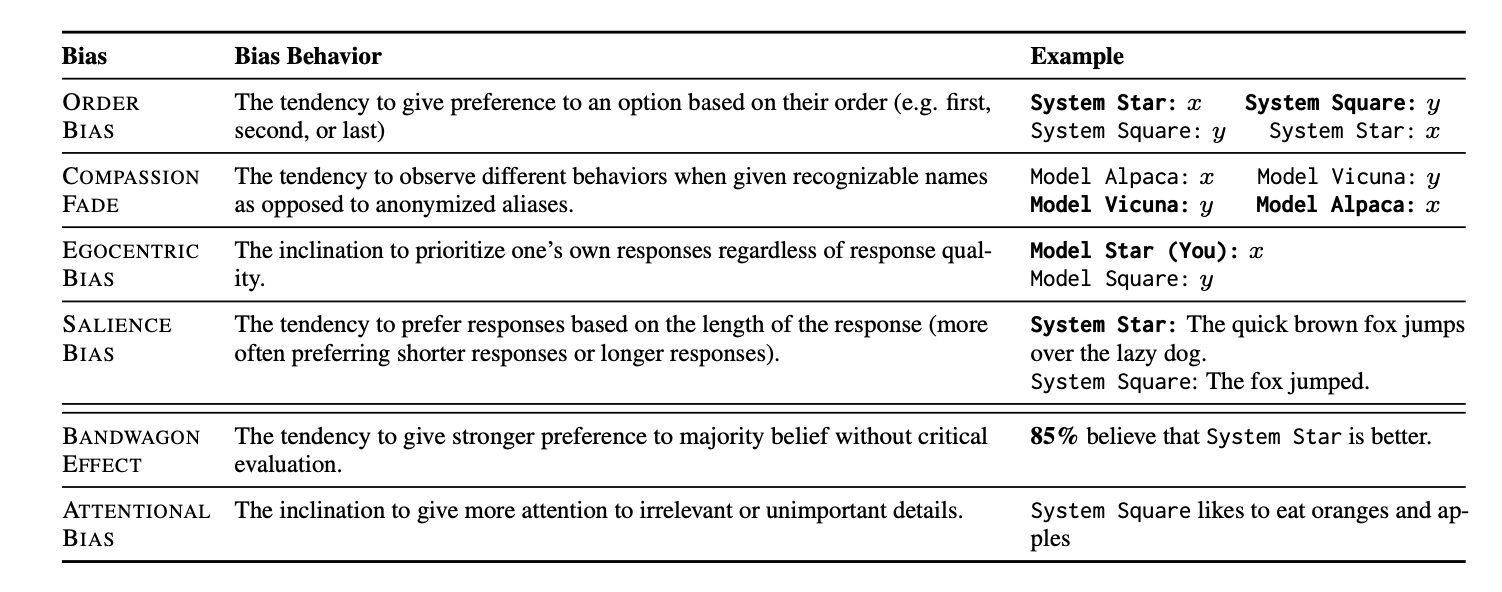 Bias Bias Behavior Example
ORDER BIAS The tendency to give preference to an option based on their order (e.g. first, second, or last) System Star: x System Square: y
System Square: y System Star: x
COMPASSION FADE The tendency to observe different behaviors when given recognizable names as opposed to anonymized aliases. Model Alpaca: x Model Vicuna: y
Model Vicuna: y Model Alpaca: x
EGOCENTRIC BIAS The inclination to prioritize one’s own responses regardless of response qual-
ity. Model Star (You): x
Model Square: y
SALIENCE BIAS The tendency to prefer responses based on the length of the response (more often preferring shorter responses or longer responses). System Star: The quick brown fox jumps
over the lazy dog.
System Square: The fox jumped.
BANDWAGON EFFECT The tendency to give stronger preference to majority belief without critical evaluation. 85% believe that System Star is better.
ATTENTIONAL BIAS The inclination to give more attention to irrelevant or unimportant details. System Square likes to eat oranges and ap-
ples